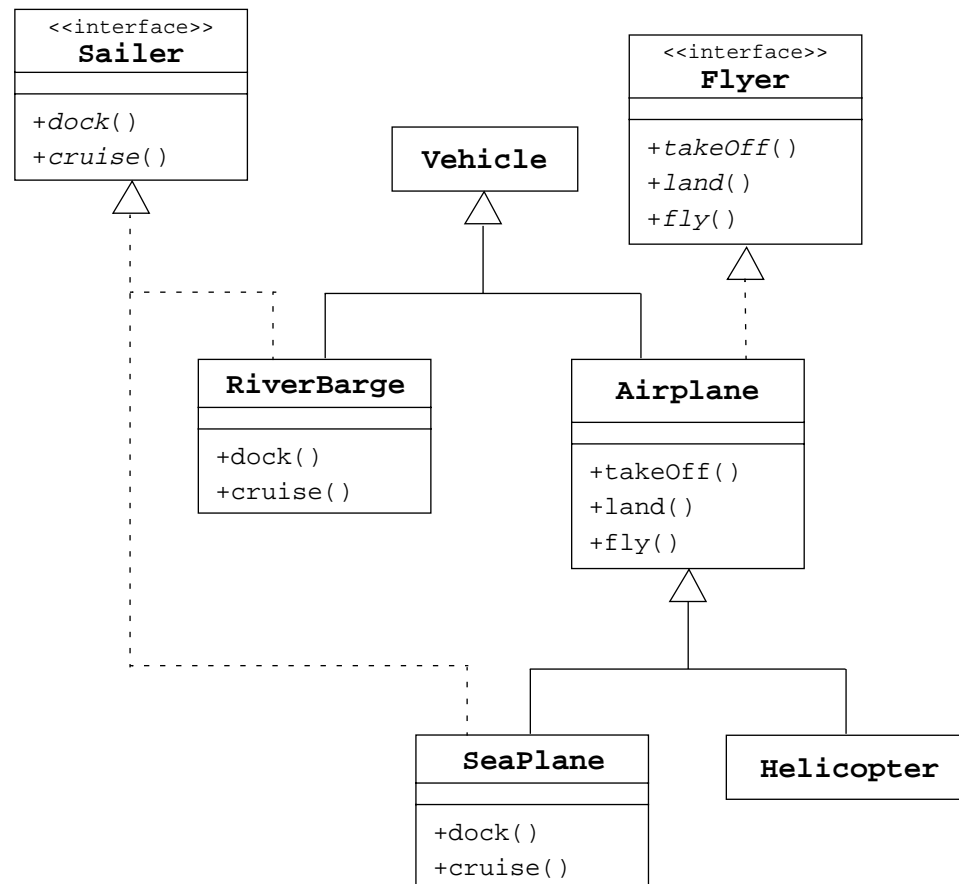 <<interface>>
Sailer
+dock()
+cruise()
<<interface>>
Flyer
+takeOff()
+land()
+fly()
Vehicle
RiverBarge
+dock()
+cruise()
Airplane
+takeOff()
+land()
+fly()
SeaPlane
+dock()
+cruise()
Helicopter